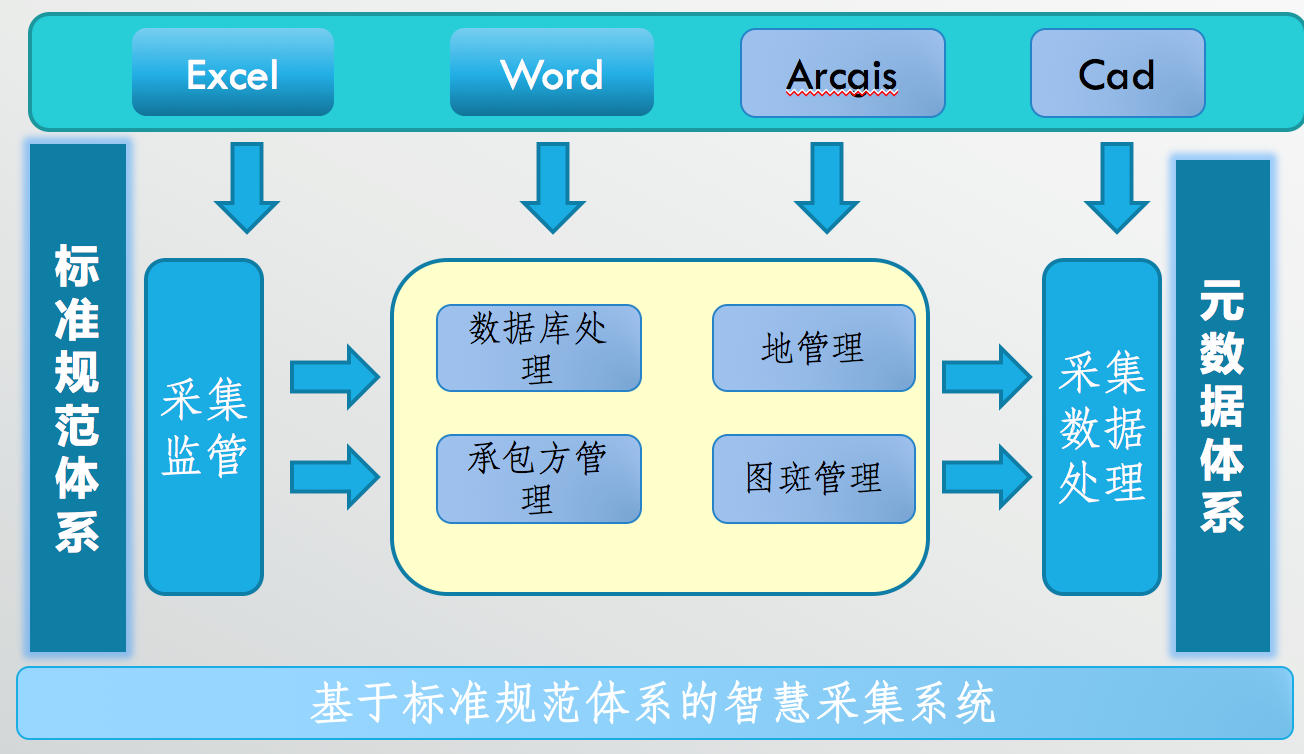 Excel
Word
Arcgis
Cad
标准规范体系
采集
监管
数据库处
理
地管理
承包方管
理
图斑管理
采集
数据
处理
元数据体系
基于标准规范体系的智慧采集系统